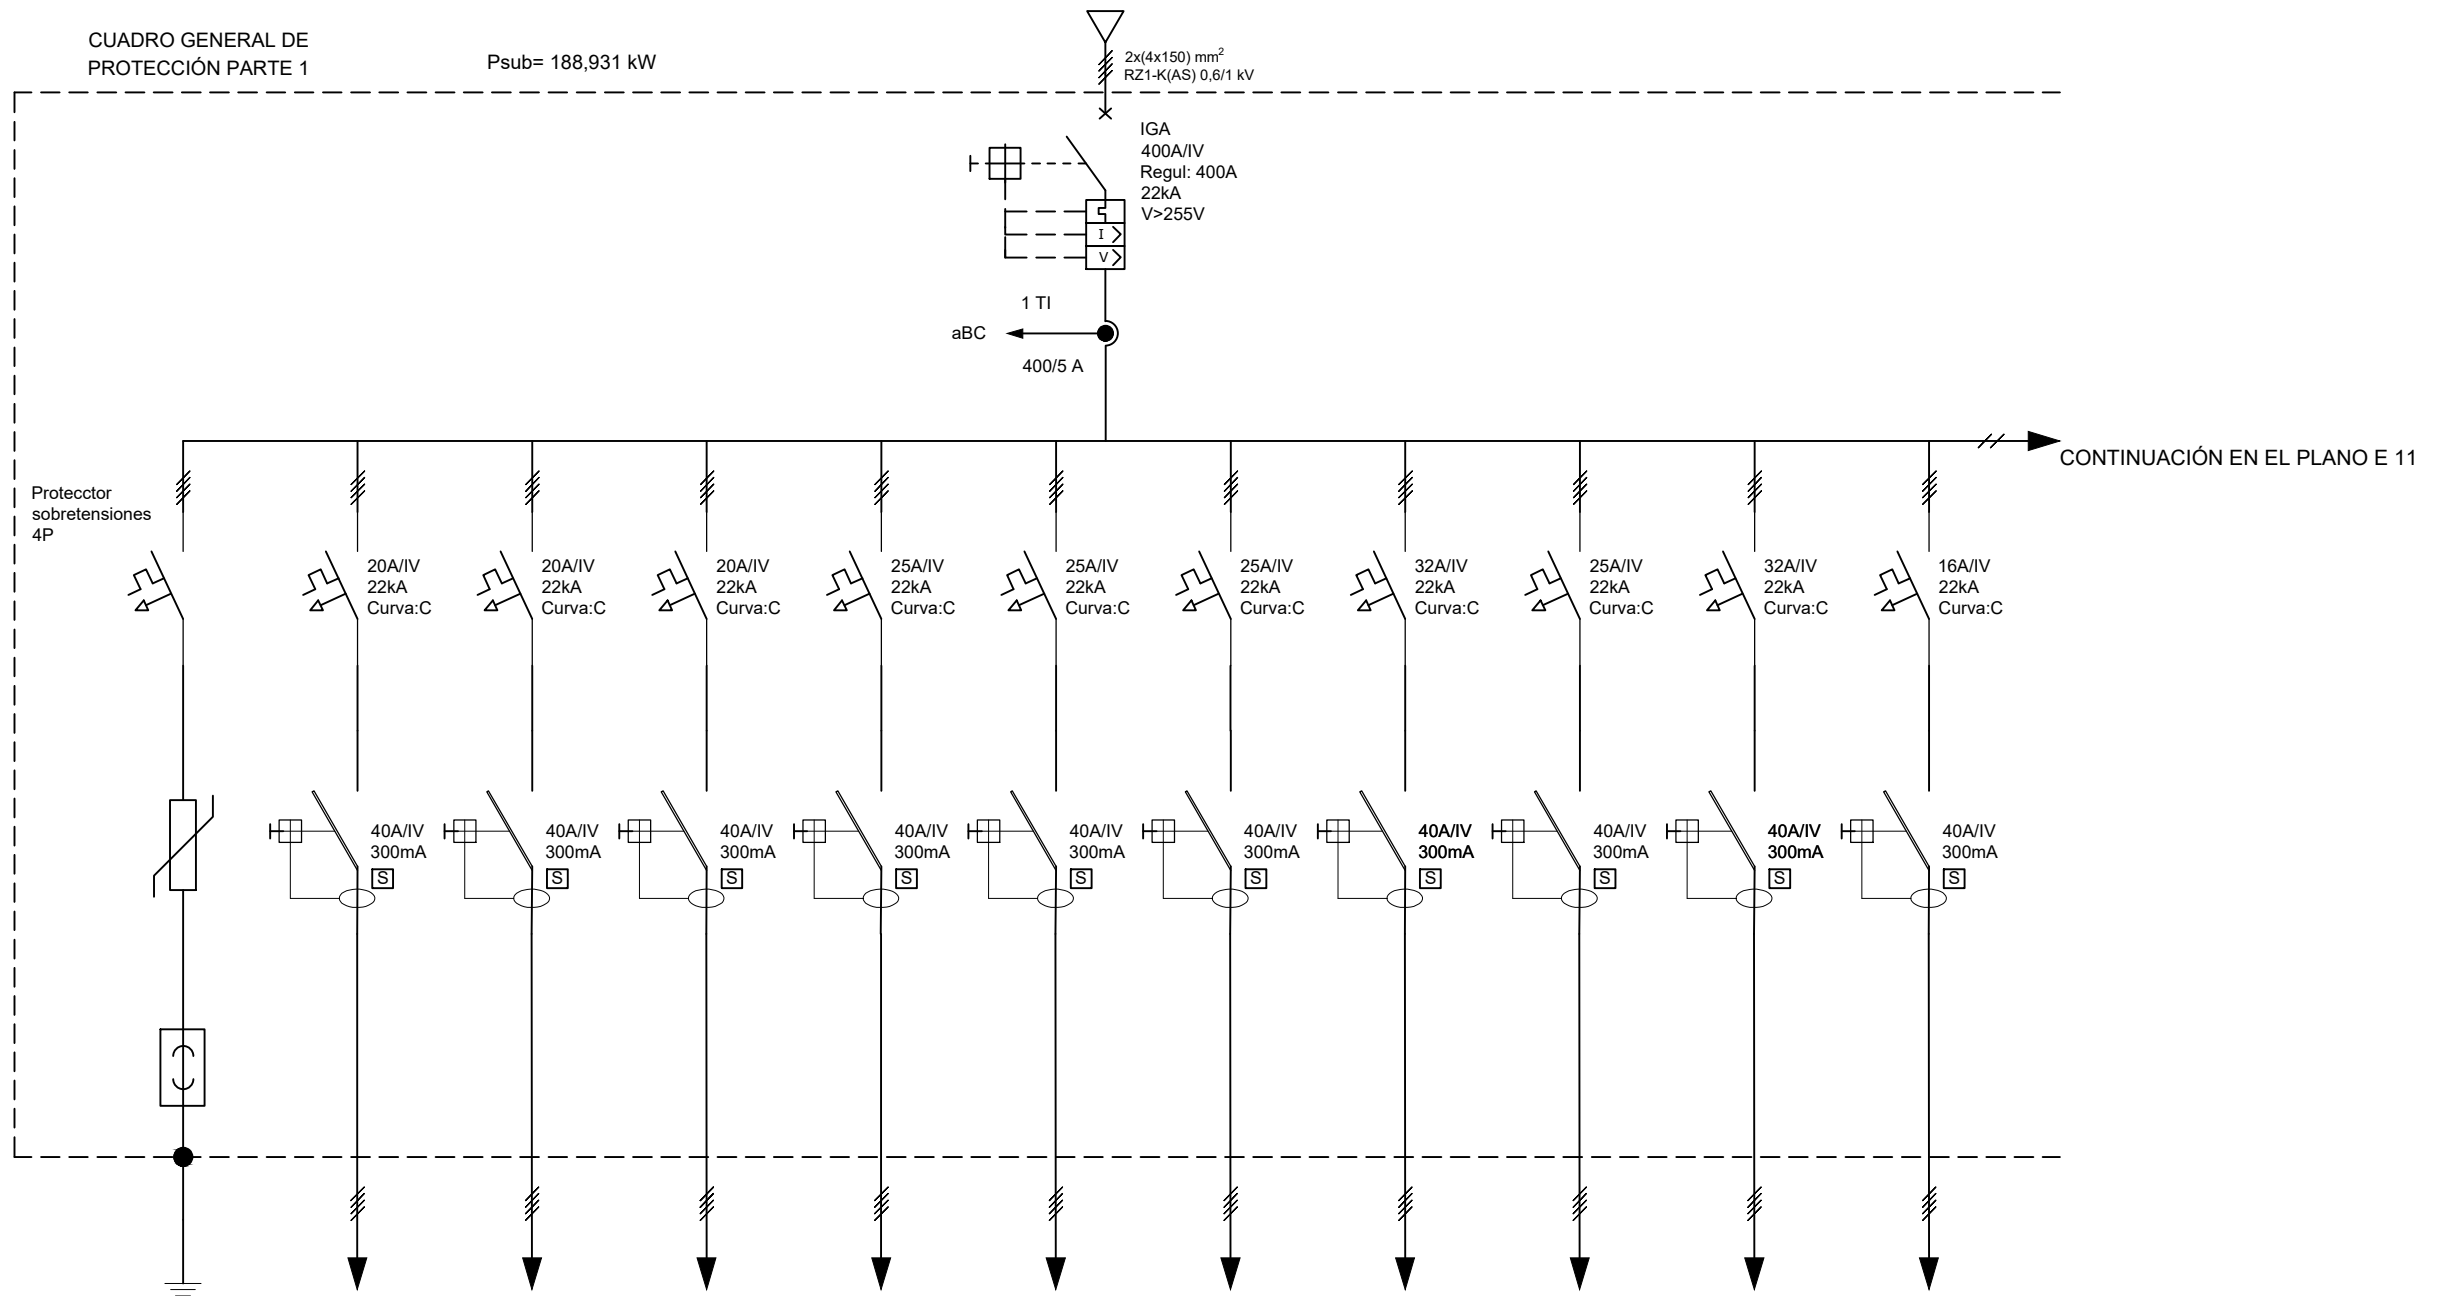 CUADRO GENERAL DE
PROTECCIÓN PARTE 1
Psub= 188,931 kW
2x(4x150) mm²
RZ1-K(AS) 0,6/1 kV
IGA
400A/IV
Regul: 400A
22kA
V>255V
I >
V >
1 TI
aBC
400/5 A
CONTINUACIÓN EN EL PLANO E 11
Protecctor
sobretensiones
4P
20A/IV
22kA
Curva:C
20A/IV
22kA
Curva:C
20A/IV
22kA
Curva:C
25A/IV
22kA
Curva:C
25A/IV
22kA
Curva:C
25A/IV
22kA
Curva:C
32A/IV
22kA
Curva:C
25A/IV
22kA
Curva:C
32A/IV
22kA
Curva:C
16A/IV
22kA
Curva:C
40A/IV
300mA
S
40A/IV
300mA
S
40A/IV
300mA
S
40A/IV
300mA
S
40A/IV
300mA
S
40A/IV
300mA
S
40A/IV
300mA
S
40A/IV
300mA
S
40A/IV
300mA
S
40A/IV
300mA
S